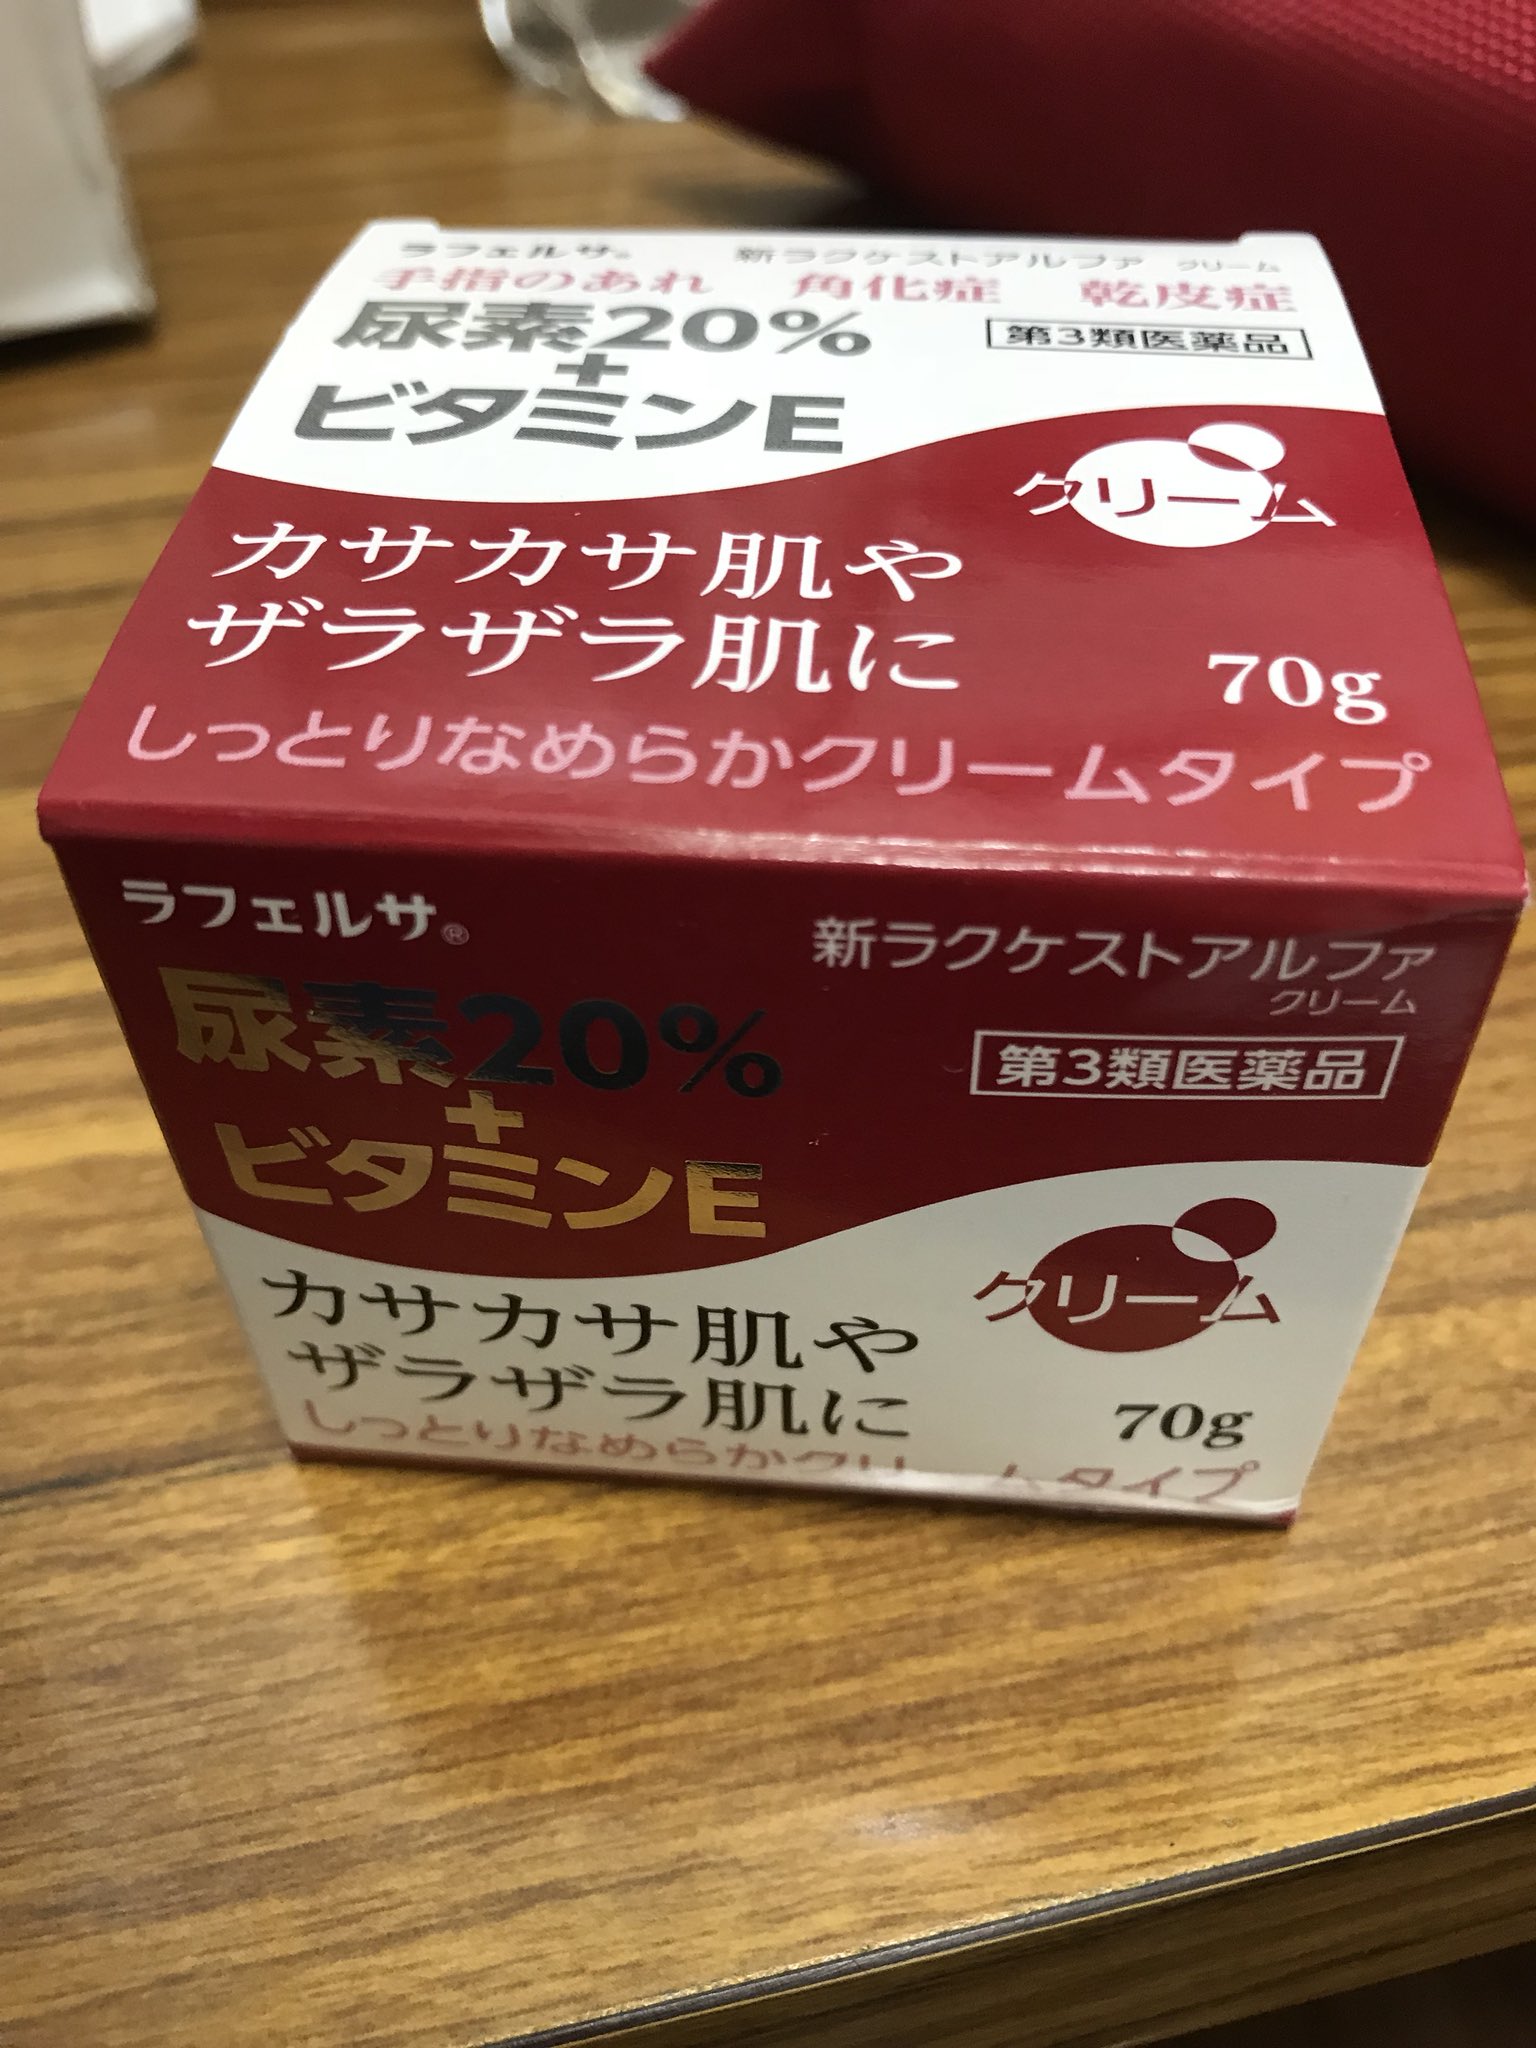 ラフェルサ® 新ラクケストアルファ クリーム
手指のあれ 角化症 乾皮症
尿素20%
+
ビタミンE
第3類医薬品
クリーム
カサカサ肌や
ザラザラ肌に
70g
しっとりなめらかクリームタイプ
ラフェルサ®
新ラクケストアルファ
クリーム
尿素20%
+
ビタミンE
第3類医薬品
クリーム
カサカサ肌や
ザラザラ肌に
70g
しっとりなめらかクリームタイプ